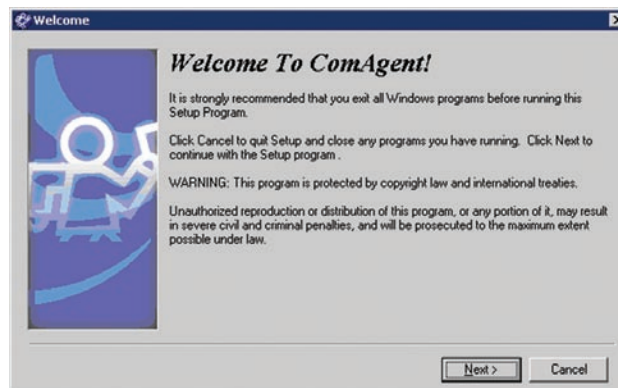 Welcome
Welcome To ComAgent!
It is strongly recommended that you exit all Windows programs before running this
Setup Program.
Click Cancel to quit Setup and close any programs you have running. Click Next to
continue with the Setup program .
WARNING: This program is protected by copyright law and international treaties.
Unauthorized reproduction or distribution of this program, or any portion of it, may result
in severe civil and criminal penalties, and will be prosecuted to the maximum extent
possible under law.
Next >
Cancel